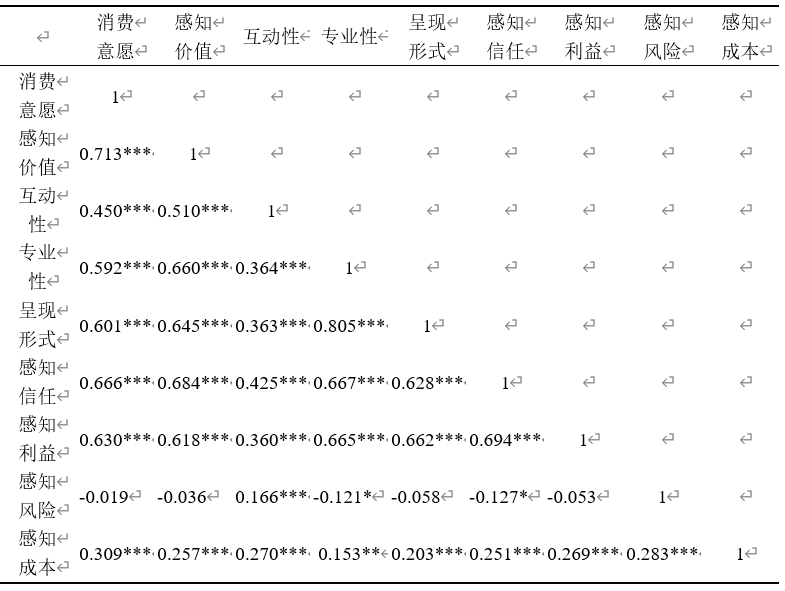 消费 感知 互动性 专业性 呈现 感知 感知 感知 感知
意愿 价值 形式 信任 利益 风险 成本
消费
意愿 1
感知
价值 0.713*** 1
互动
性 0.450*** 0.510*** 1
专业
性 0.592*** 0.660*** 0.364*** 1
呈现
形式 0.601*** 0.645*** 0.363*** 0.805*** 1
感知
信任 0.666*** 0.684*** 0.425*** 0.667*** 0.628*** 1
感知
利益 0.630*** 0.618*** 0.360*** 0.665*** 0.662*** 0.694*** 1
感知
风险 -0.019 -0.036 0.166*** -0.121* -0.058 -0.127* -0.053 1
感知
成本 0.309*** 0.257*** 0.270*** 0.153** 0.203*** 0.251*** 0.269*** 0.283*** 1